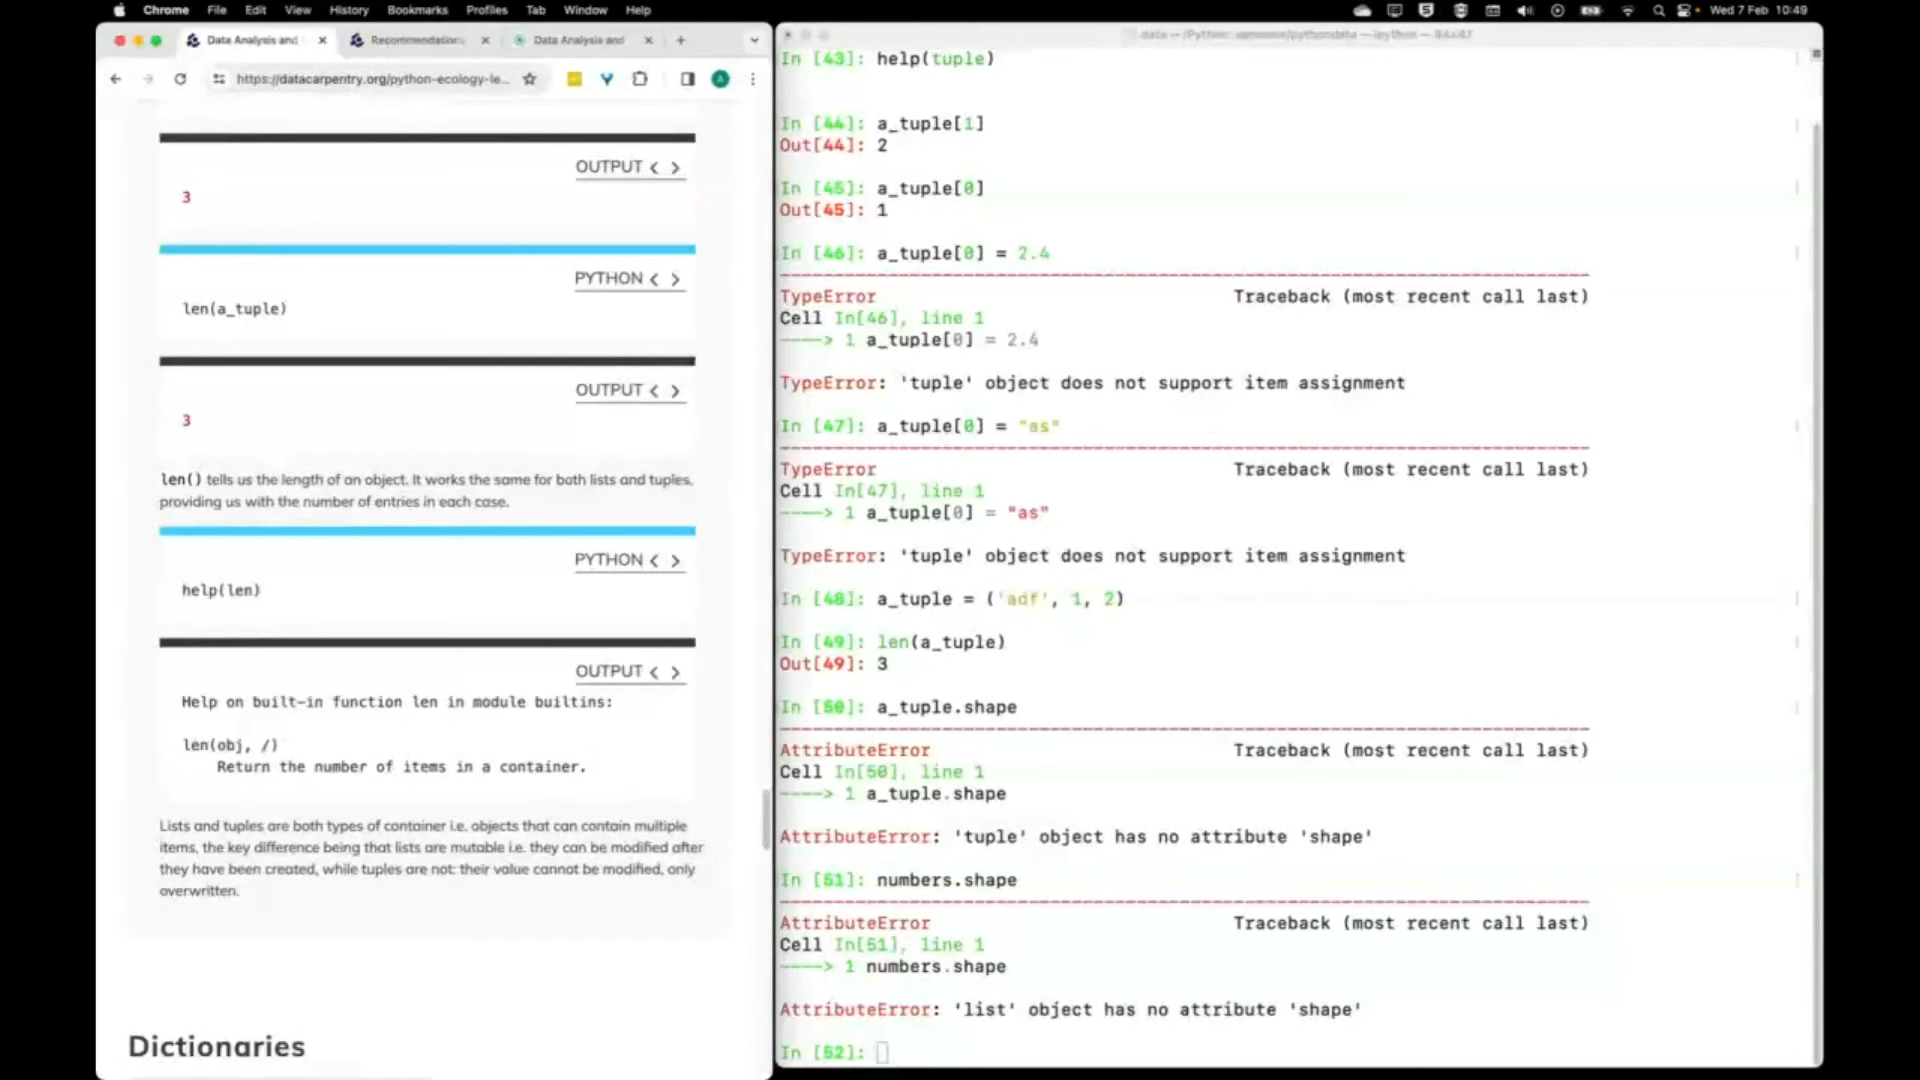 Chrome File Edit View History Bookmarks Profiles Tab Window Help
Wed 7 Feb 10:49
Data Analysis and
Recommendation
Data Analysis and
https://datacarpentry.org/python-ecology-le...
OUTPUT
3
PYTHON
len(a_tuple)
OUTPUT
3
len() tells us the length of an object. It works the same for both lists and tuples,
providing us with the number of entries in each case.
PYTHON
help(len)
OUTPUT
Help on built-in function len in module builtins:
len(obj, /)
Return the number of items in a container.
Lists and tuples are both types of container i.e. objects that can contain multiple
items, the key difference being that lists are mutable i.e. they can be modified after
they have been created, while tuples are not: their value cannot be modified, only
overwritten.
Dictionaries
In [43]: help(tuple)
In [44]: a_tuple[1]
Out[44]: 2
In [45]: a_tuple[0]
Out[45]: 1
In [46]: a_tuple[0] = 2.4
TypeError Traceback (most recent call last)
Cell In[46], line 1
----> 1 a_tuple[0] = 2.4
TypeError: 'tuple' object does not support item assignment
In [47]: a_tuple[0] = "as"
TypeError Traceback (most recent call last)
Cell In[47], line 1
----> 1 a_tuple[0] = "as"
TypeError: 'tuple' object does not support item assignment
In [48]: a_tuple = ('adf', 1, 2)
In [49]: len(a_tuple)
Out[49]: 3
In [50]: a_tuple.shape
AttributeError Traceback (most recent call last)
Cell In[50], line 1
----> 1 a_tuple.shape
AttributeError: 'tuple' object has no attribute 'shape'
In [51]: numbers.shape
AttributeError Traceback (most recent call last)
Cell In[51], line 1
----> 1 numbers.shape
AttributeError: 'list' object has no attribute 'shape'
In [52]: